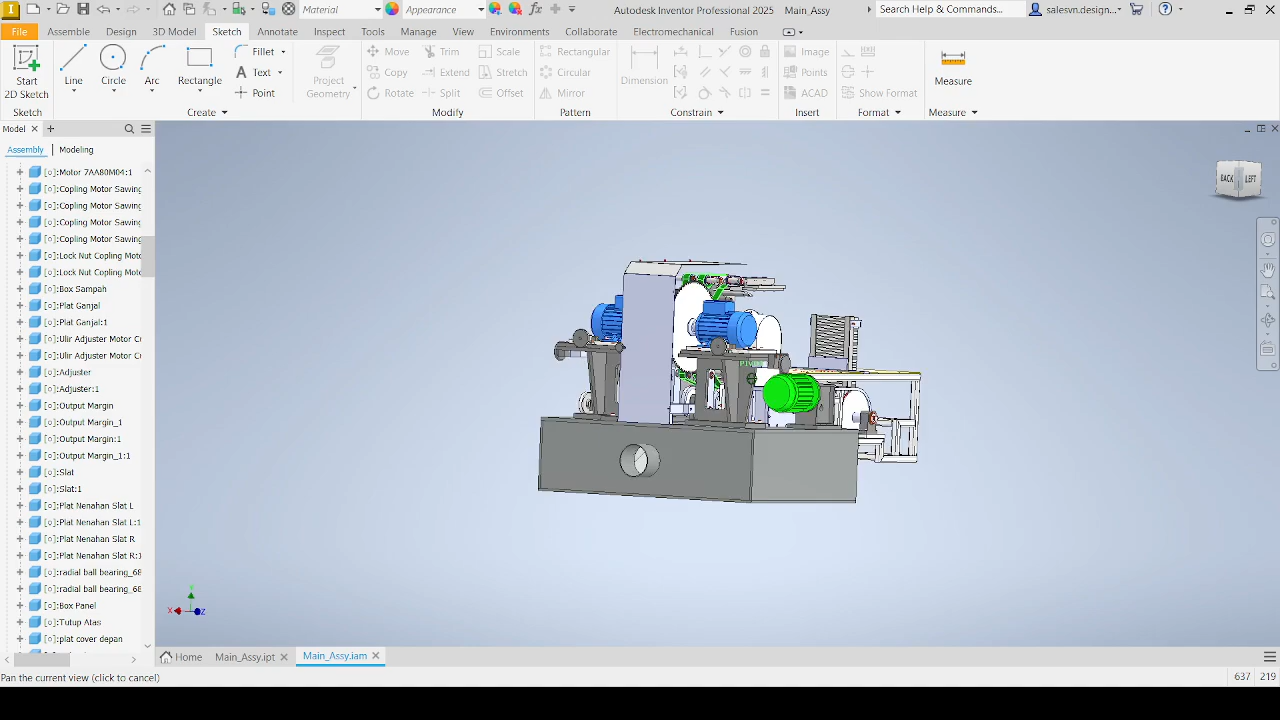 Material
Appearance
fx
Autodesk Inventor Professional 2025 Main_Assy
Search Help & Commands...
salesvn.design...
File
Assemble
Design
3D Model
Sketch
Annotate
Inspect
Tools
Manage
View
Environments
Collaborate
Electromechanical
Fusion
Start
2D Sketch
Line
Circle
Arc
Rectangle
Fillet
Text
Point
Project
Geometry
Move
Copy
Rotate
Trim
Extend
Split
Scale
Stretch
Offset
Rectangular
Circular
Mirror
Dimension
Image
Points
ACAD
Show Format
Measure
Sketch
Create
Modify
Pattern
Constrain
Insert
Format
Measure
Model
Assembly
Modeling
[o]:Motor 7AA80M04:1
[o]:Copling Motor Sawing
[o]:Copling Motor Sawing
[o]:Copling Motor Sawing
[o]:Copling Motor Sawing
[o]:Lock Nut Copling Moto
[o]:Lock Nut Copling Moto
[o]:Box Sampah
[o]:Plat Ganjal
[o]:Plat Ganjal:1
[o]:Ulir Adjuster Motor C
[o]:Ulir Adjuster Motor C
[o]:Adjuster
[o]:Adjuster:1
[o]:Output Margin
[o]:Output Margin_1
[o]:Output Margin:1
[o]:Output Margin_1:1
[o]:Slat
[o]:Slat:1
[o]:Plat Nenahan Slat L
[o]:Plat Nenahan Slat L:1
[o]:Plat Nenahan Slat R
[o]:Plat Nenahan Slat R:1
[o]:radial ball bearing_68
[o]:radial ball bearing_68
[o]:Box Panel
[o]:Tutup Atas
[o]:plat cover depan
BACK
LEFT
X
Y
Z
Home
Main_Assy.ipt
Main_Assy.iam
Pan the current view (click to cancel)
637
219